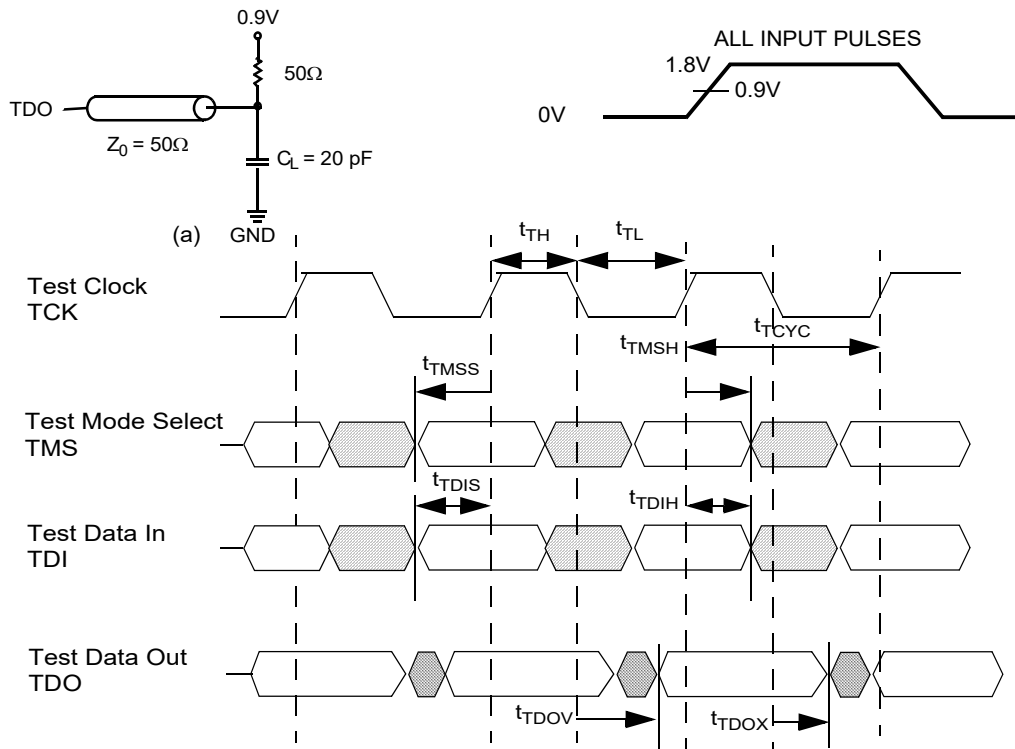 0.9V
50Ω
TDO
Z0 = 50Ω
CL = 20 pF
(a)
GND
ALL INPUT PULSES
1.8V
0.9V
0V
tTH
tTL
Test Clock
TCK
tTCYC
tTMSH
tTMSS
Test Mode Select
TMS
tTDIS
tTDIH
Test Data In
TDI
Test Data Out
TDO
tTDOV
tTDOX